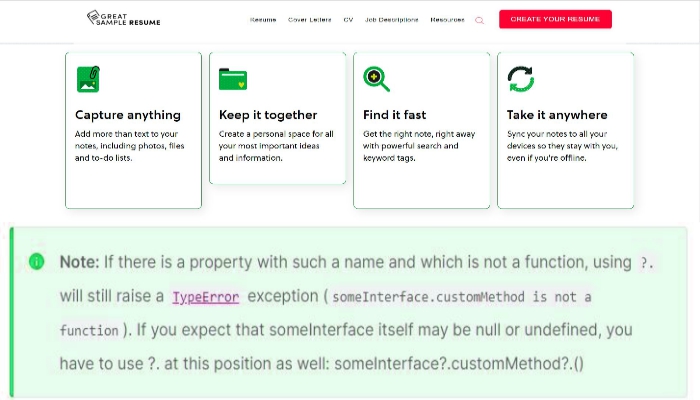 GREAT
SAMPLE RESUME
Resume Cover Letters CV Job Descriptions Resources CREATE YOUR RESUME
Capture anything
Add more than text to your
notes, including photos, files
and to-do lists.
Keep it together
Create a personal space for all
your most important ideas
and information.
Find it fast
Get the right note, right away
with powerful search and
keyword tags.
Take it anywhere
Sync your notes to all your
devices so they stay with you,
even if you're offline.
Note: If there is a property with such a name and which is not a function, using ?.
will still raise a TypeError exception (someInterface.customMethod is not a
function). If you expect that someInterface itself may be null or undefined, you
have to use ?. at this position as well: someInterface?.customMethod?.()